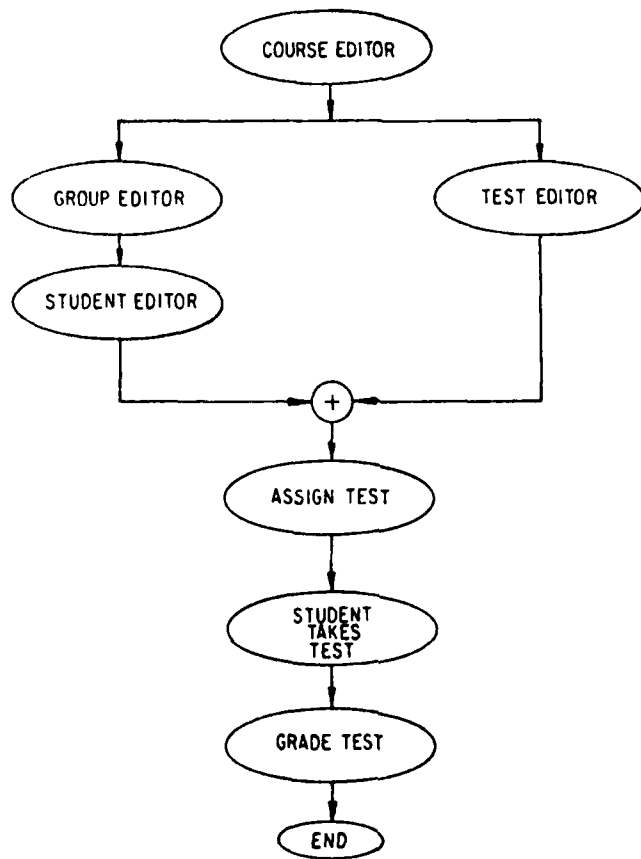 COURSE EDITOR
GROUP EDITOR
TEST EDITOR
STUDENT EDITOR
+
ASSIGN TEST
STUDENT
TAKES
TEST
GRADE TEST
END